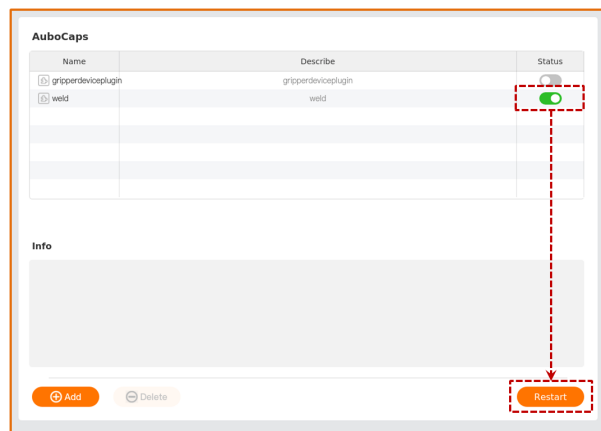 AuboCaps
Name Describe Status
gripperdeviceplugin gripperdeviceplugin
weld weld
Info
Add Delete Restart